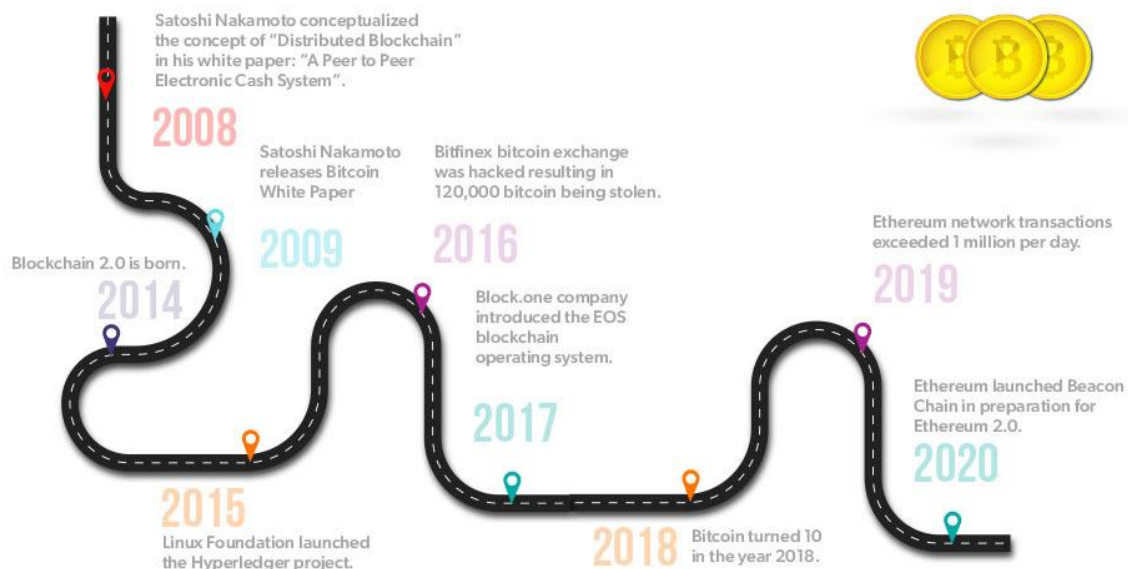 Satoshi Nakamoto conceptualized
the concept of “Distributed Blockchain”
in his white paper: “A Peer to Peer
Electronic Cash System”.
2008
Satoshi Nakamoto
releases Bitcoin
White Paper
2009
Blockchain 2.0 is born.
2014
2015
Linux Foundation launched
the Hyperledger project.
Bitfinex bitcoin exchange
was hacked resulting in
120,000 bitcoin being stolen.
2016
Block.one company
introduced the EOS
blockchain
operating system.
2017
2018
Bitcoin turned 10
in the year 2018.
Ethereum network transactions
exceeded 1 million per day.
2019
Ethereum launched Beacon
Chain in preparation for
Ethereum 2.0.
2020